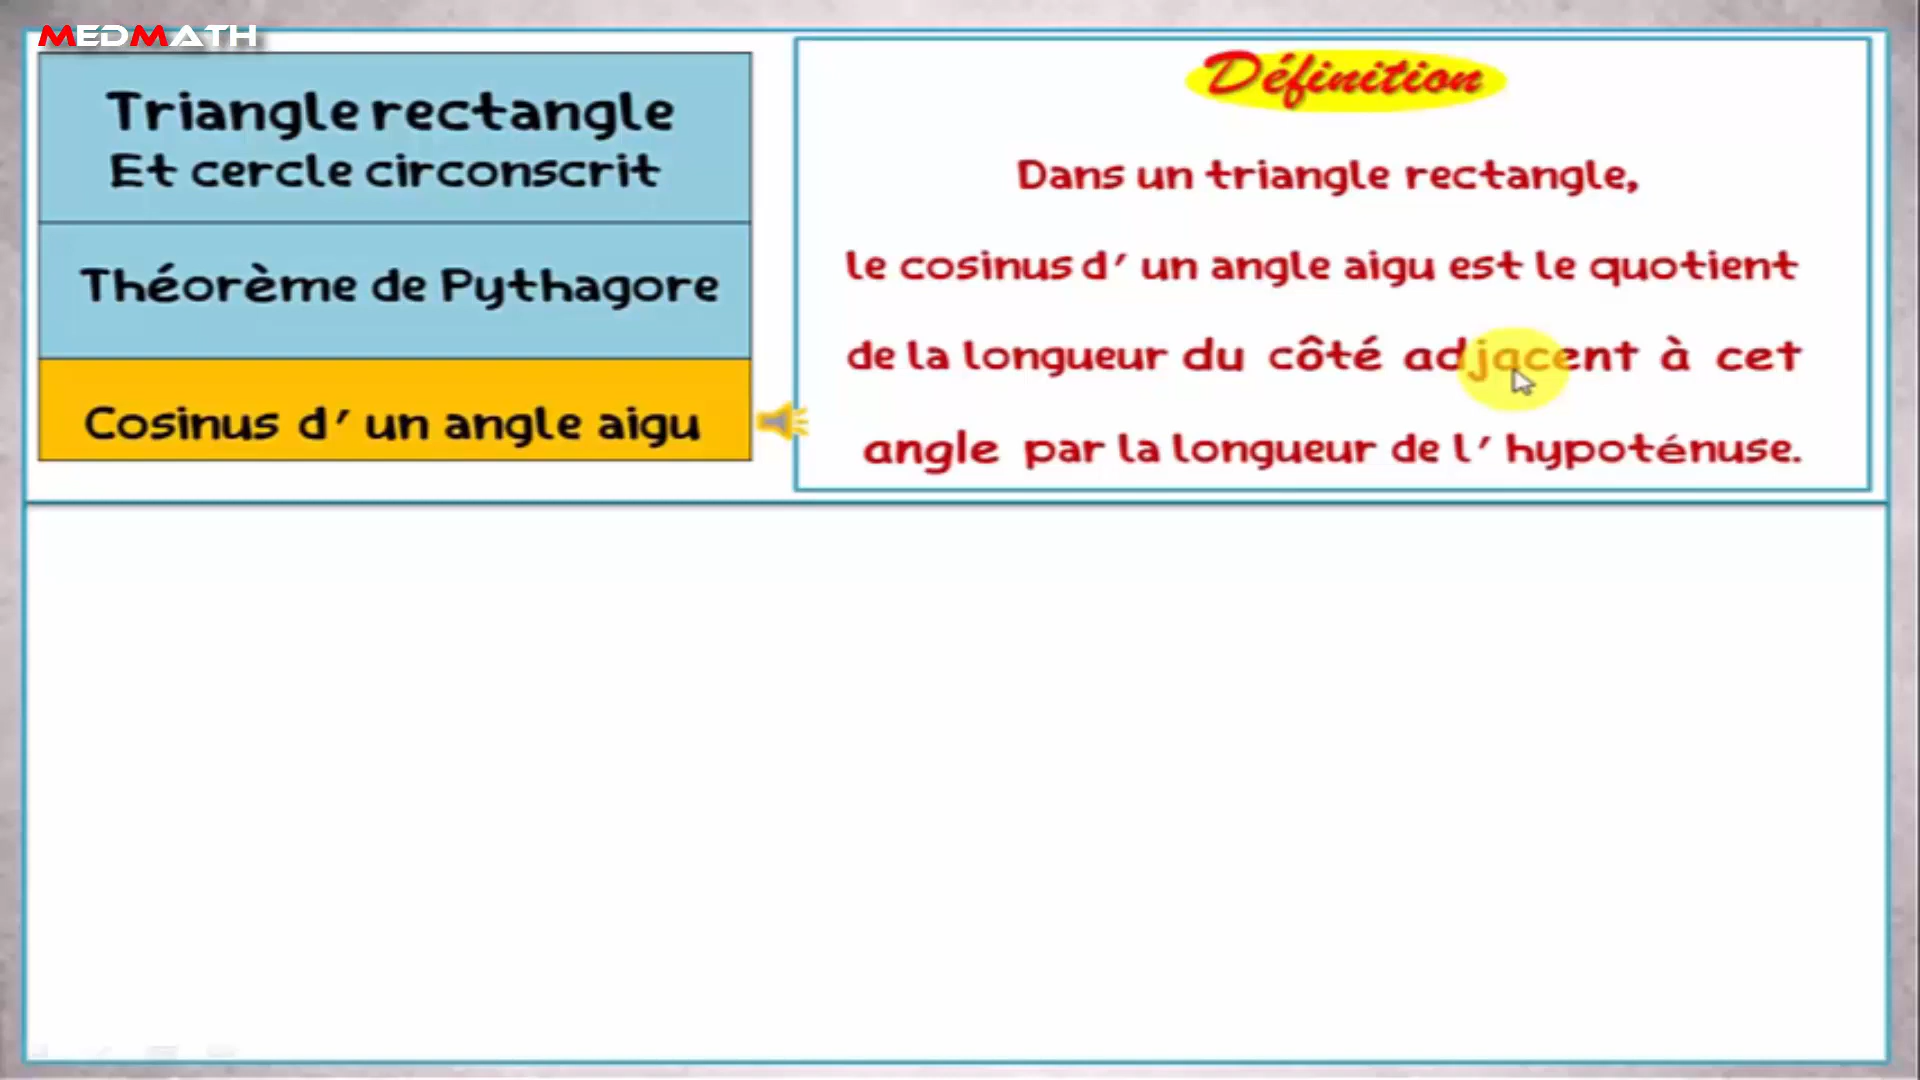 MEDMATH
Triangle rectangle
Et cercle circonscrit
Théorème de Pythagore
Cosinus d' un angle aigu
Définition
Dans un triangle rectangle,
le cosinus d' un angle aigu est le quotient
de la longueur du côté adjacent à cet
angle par la longueur de l' hypoténuse.